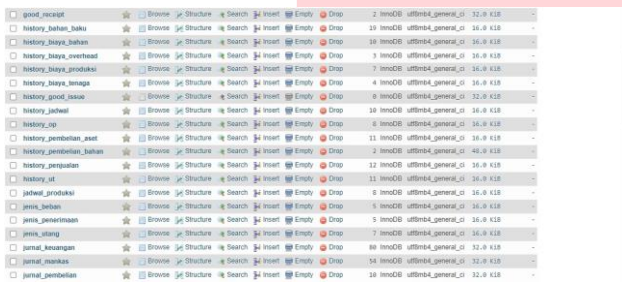 good_receipt Browse Structure Search Insert Empty Drop 2 InnoDB utf8mb4_general_ci 32.0 KiB -
history_bahan_baku Browse Structure Search Insert Empty Drop 19 InnoDB utf8mb4_general_ci 16.0 KiB -
history_biaya_bahan Browse Structure Search Insert Empty Drop 10 InnoDB utf8mb4_general_ci 16.0 KiB -
history_biaya_overhead Browse Structure Search Insert Empty Drop 3 InnoDB utf8mb4_general_ci 16.0 KiB -
history_biaya_produksi Browse Structure Search Insert Empty Drop 7 InnoDB utf8mb4_general_ci 16.0 KiB -
history_biaya_tenaga Browse Structure Search Insert Empty Drop 4 InnoDB utf8mb4_general_ci 16.0 KiB -
history_good_issue Browse Structure Search Insert Empty Drop InnoDB utf8mb4_general_ci 32.0 KiB -
history_jadwal Browse Structure Search Insert Empty Drop 10 InnoDB utf8mb4_general_ci 16.0 KiB -
history_op Browse Structure Search Insert Empty Drop 6 InnoDB utf8mb4_general_ci 16.0 KiB -
history_pembelian_aset Browse Structure Search Insert Empty Drop 11 InnoDB utf8mb4_general_ci 16.0 KiB -
history_pembelian_bahan Browse Structure Search Insert Empty Drop 2 InnoDB utf8mb4_general_ci 48.0 KiB -
history_penjualan Browse Structure Search Insert Empty Drop 12 InnoDB utf8mb4_general_ci 16.0 KiB -
history_ut Browse Structure Search Insert Empty Drop 11 InnoDB utf8mb4_general_ci 16.0 KiB -
jadwal_produksi Browse Structure Search Insert Empty Drop 6 InnoDB utf8mb4_general_ci 16.0 KiB -
jenis_beban Browse Structure Search Insert Empty Drop 5 InnoDB utf8mb4_general_ci 16.0 KiB -
jenis_penerimaan Browse Structure Search Insert Empty Drop 5 InnoDB utf8mb4_general_ci 16.0 KiB -
jenis_stang Browse Structure Search Insert Empty Drop 7 InnoDB utf8mb4_general_ci 16.0 KiB -
jurnal_keuangan Browse Structure Search Insert Empty Drop 80 InnoDB utf8mb4_general_ci 32.0 KiB -
jurnal_mankas Browse Structure Search Insert Empty Drop 54 InnoDB utf8mb4_general_ci 32.0 KiB -
jurnal_pembelian Browse Structure Search Insert Empty Drop 10 InnoDB utf8mb4_general_ci 32.0 KiB -